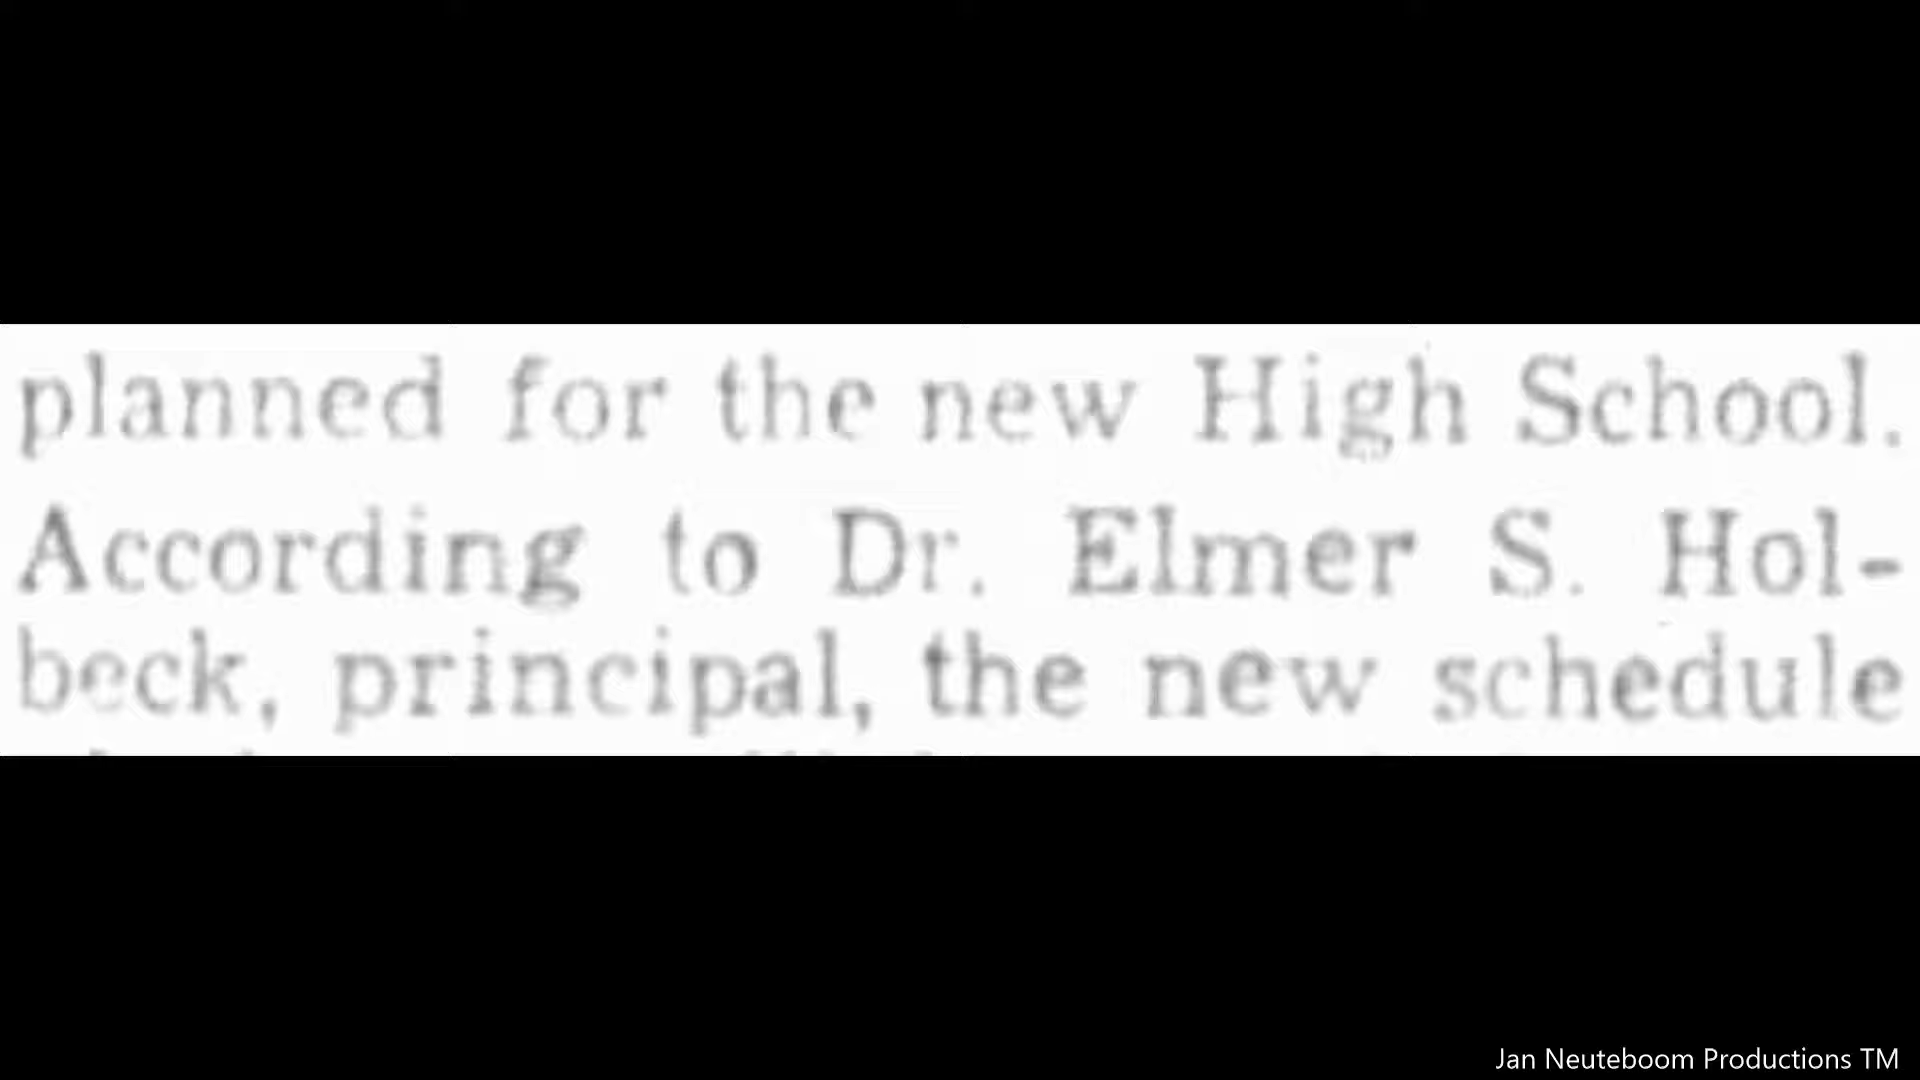 planned for the new High School.
According to Dr. Elmer S. Hol-
beck, principal, the new schedule
Jan Neuteboom Productions TM